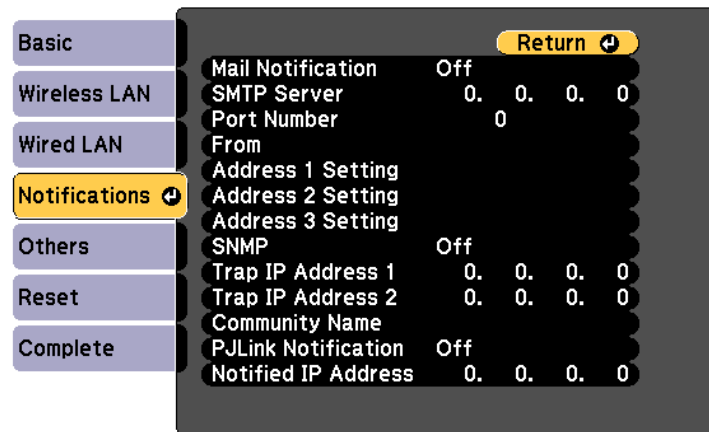 Basic
Wireless LAN
Wired LAN
Notifications
Others
Reset
Complete
Return
Mail Notification Off
SMTP Server 0. 0. 0. 0
Port Number 0
From
Address 1 Setting
Address 2 Setting
Address 3 Setting
SNMP Off
Trap IP Address 1 0. 0. 0. 0
Trap IP Address 2 0. 0. 0. 0
Community Name
PJLink Notification Off
Notified IP Address 0. 0. 0. 0